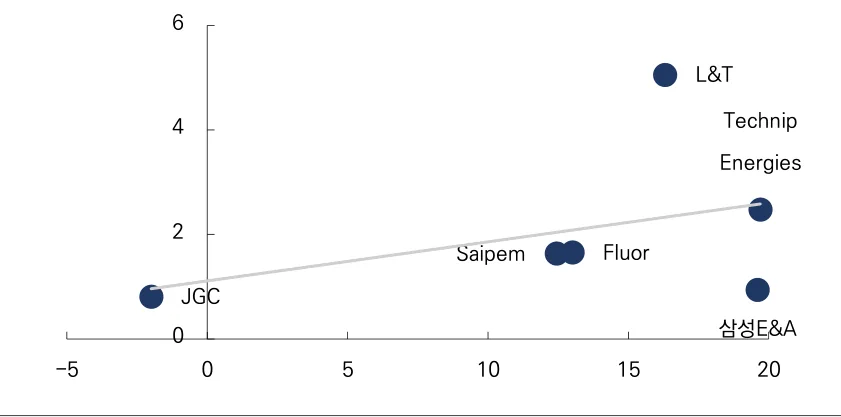 6
L&T
4
Technip
Energies
2
Saipem
Fluor
JGC
0
삼성E&A
-5 0 5 10 15 20